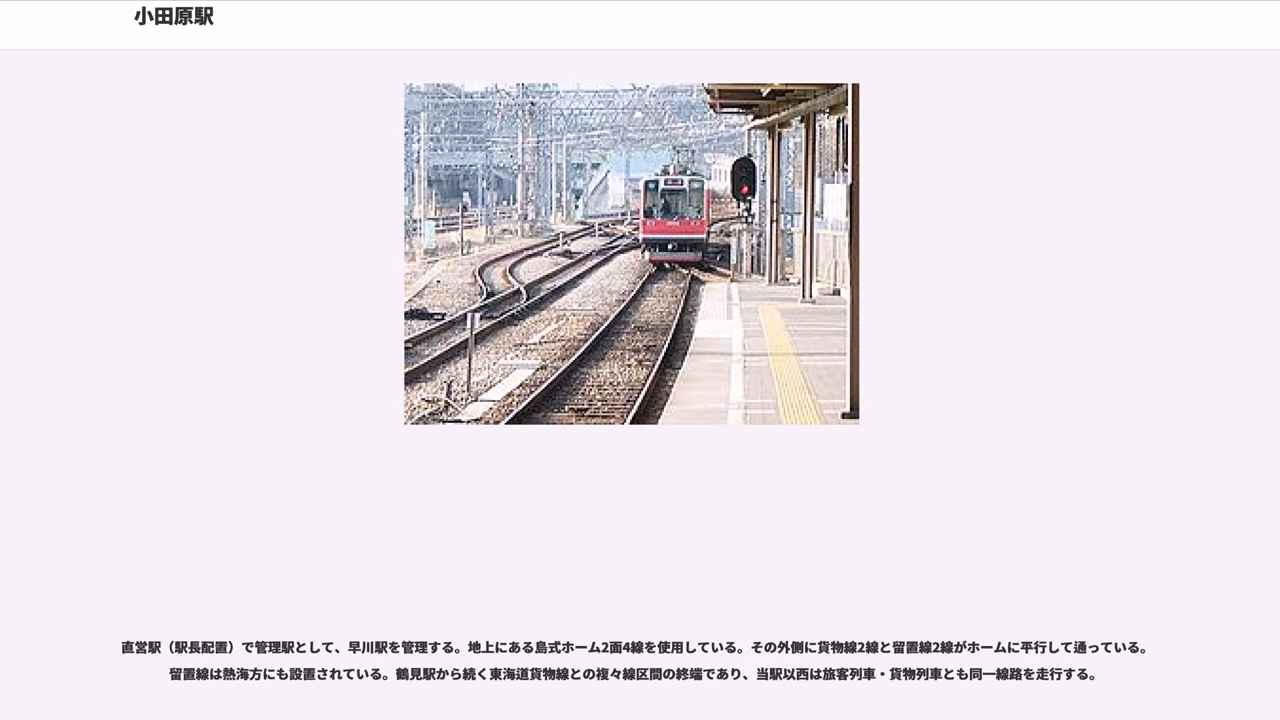 小田原駅
直営駅（駅長配置）で管理駅として、早川駅を管理する。地上にある島式ホーム2面4線を使用している。その外側に貨物線2線と留置線2線がホームに平行して通っている。
留置線は熱海方にも設置されている。鶴見駅から続く東海道貨物線との複々線区間の終端であり、当駅以西は旅客列車・貨物列車とも同一線路を走行する。